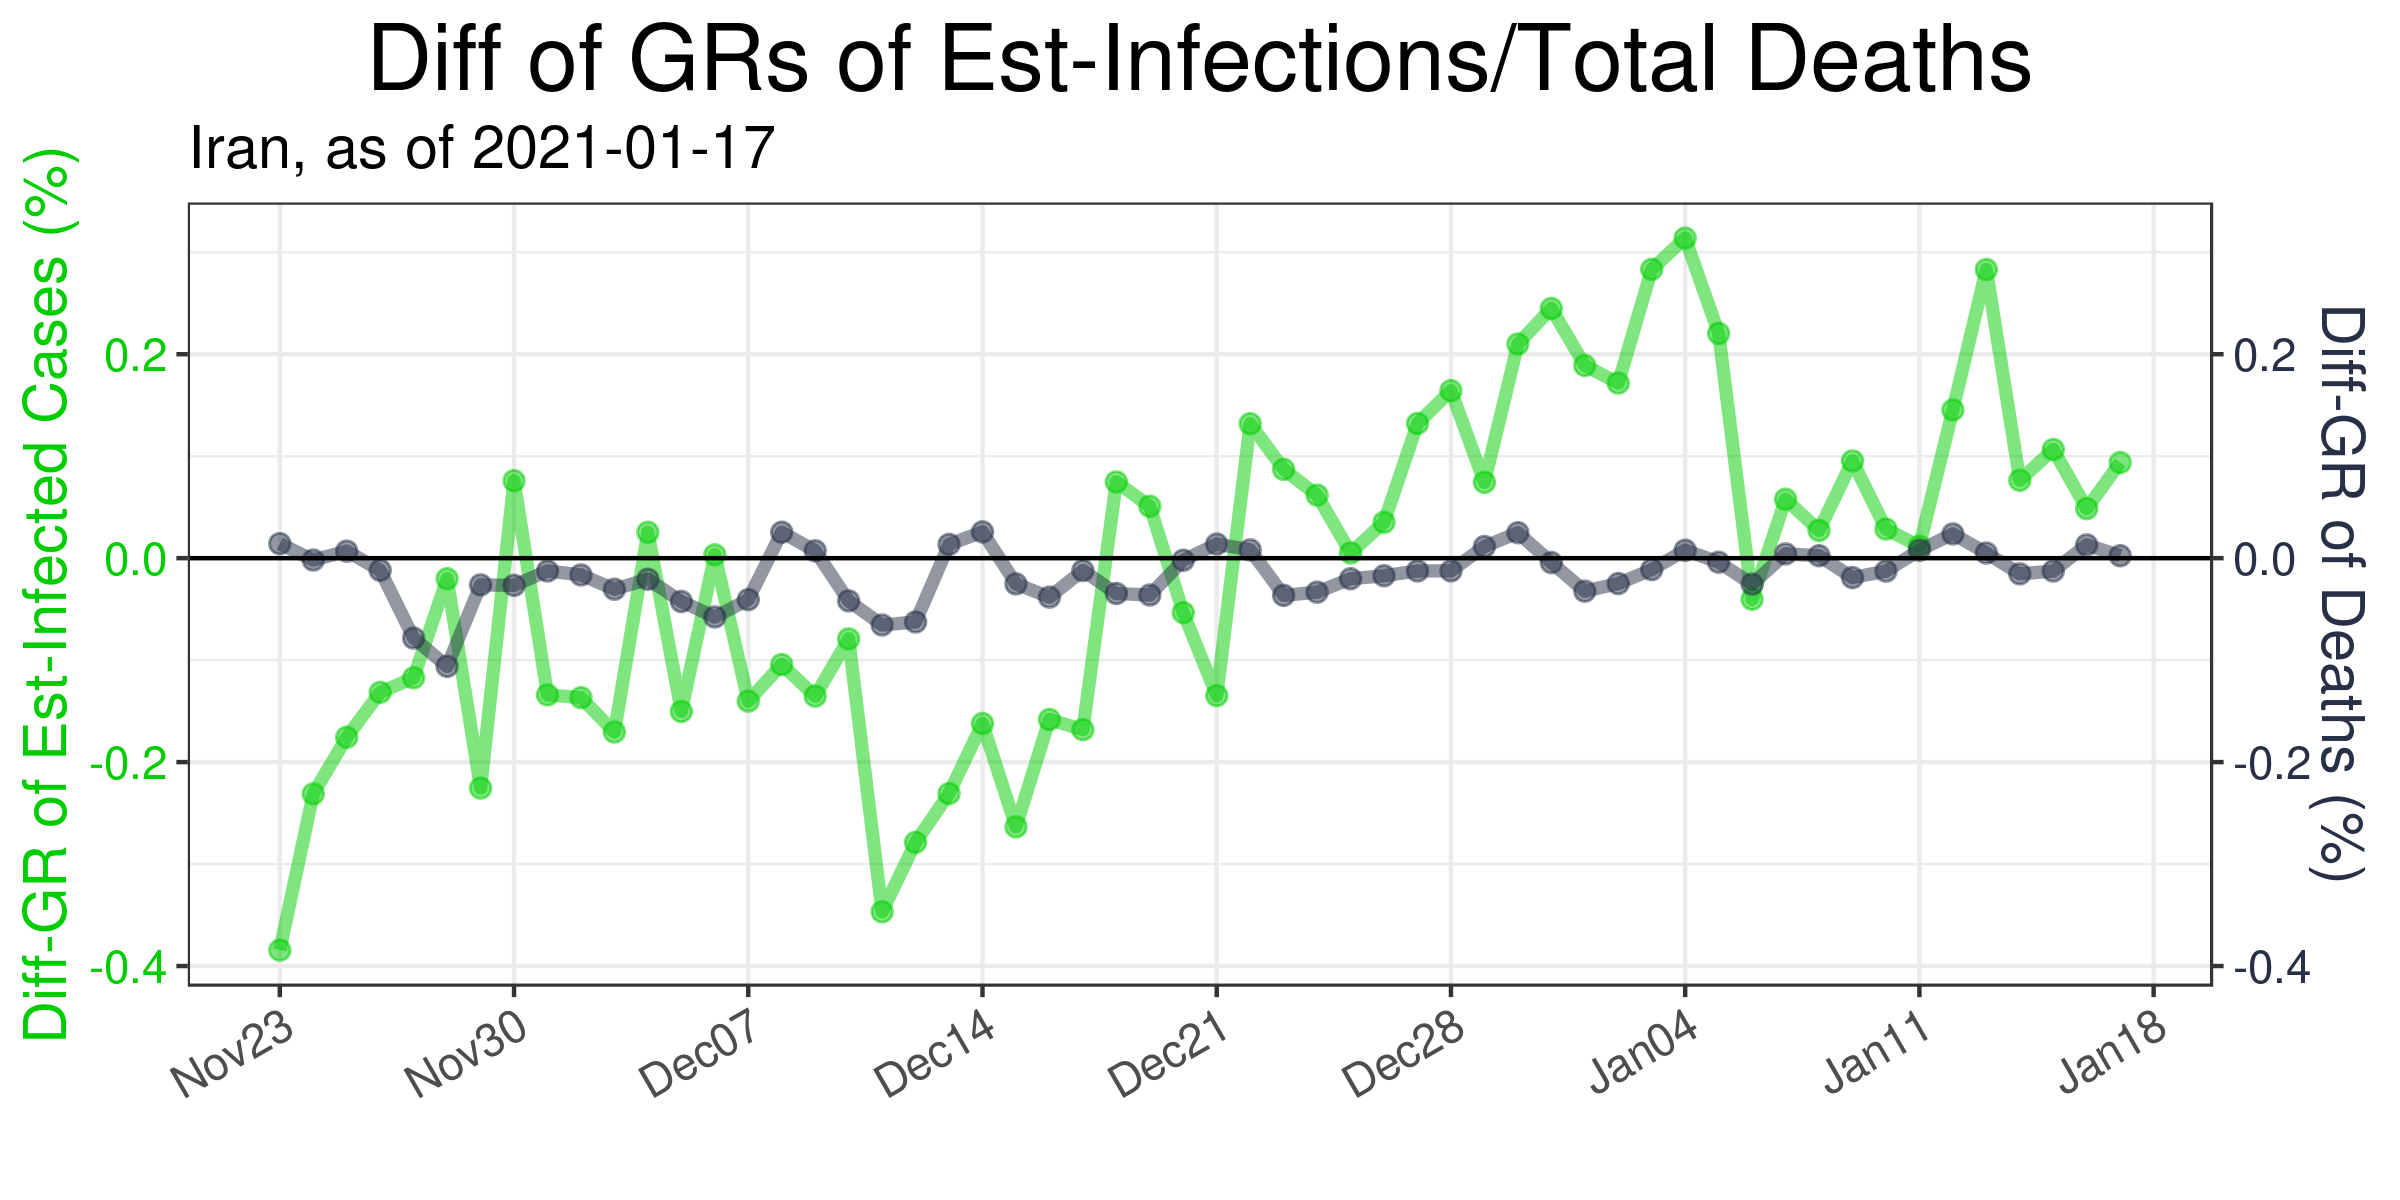 Diff of GRs of Est-Infections/Total Deaths
Iran, as of 2021-01-17
Diff-GR of Est-Infected Cases (%)
0.2
0.0
-0.2
-0.4
0.2
0.0
-0.2
-0.4
Diff-GR of Deaths (%)
Nov23
Nov30
Dec07
Dec14
Dec21
Dec28
Jan04
Jan11
Jan18